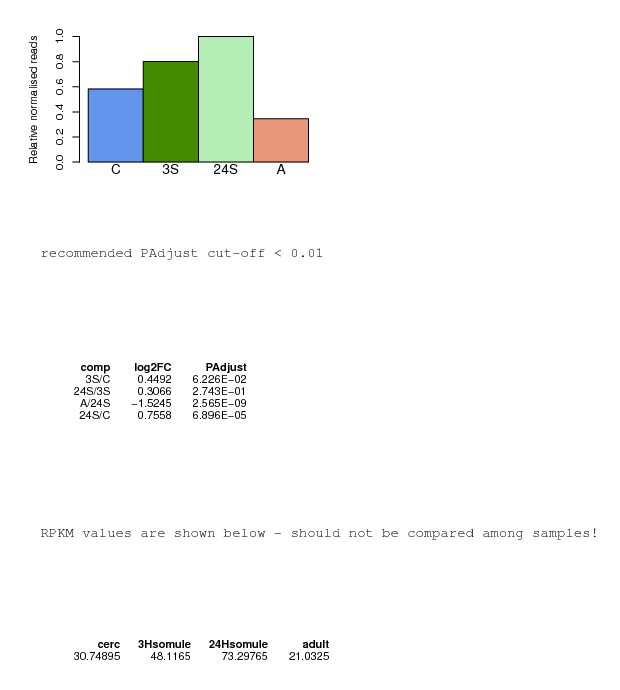 Relative normalised reads
1.0
0.8
0.6
0.4
0.2
0.0
C 3S 24S A
recommended PAdjust cut-off < 0.01
comp log2FC PAdjust
3S/C 0.4492 6.226E−02
24S/3S 0.3066 2.743E−01
A/24S −1.5245 2.565E−09
24S/C 0.7558 6.896E−05
RPKM values are shown below - should not be compared among samples!
cerc 3Hsomule 24Hsomule adult
30.74895 48.1165 73.29765 21.0325